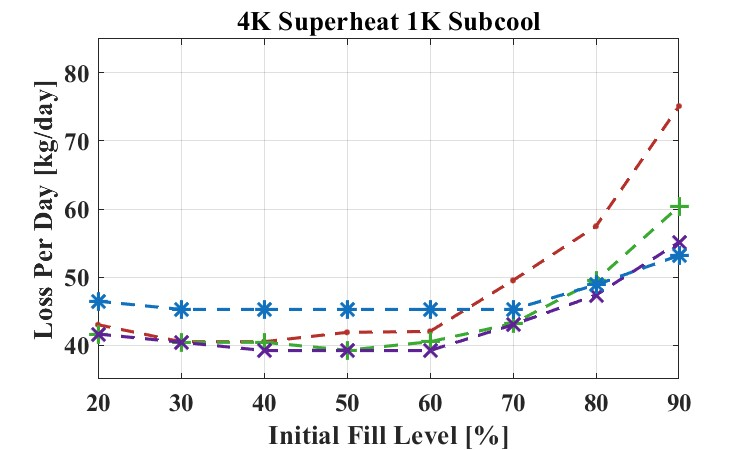 4K Superheat 1K Subcool
Loss Per Day [kg/day]
80
70
60
50
40
20 30 40 50 60 70 80 90
Initial Fill Level [%]